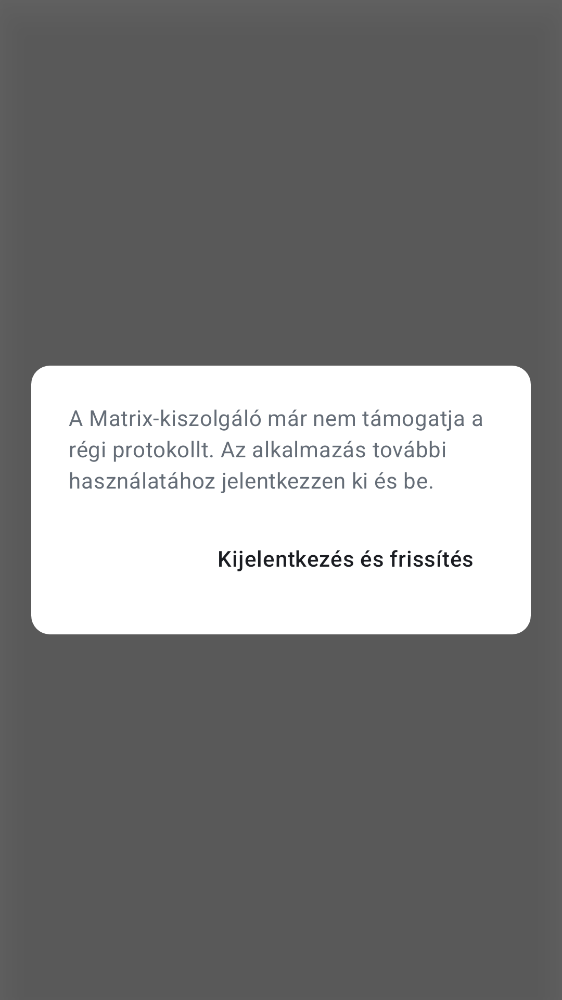 A Matrix-kiszolgáló már nem támogatja a
régi protokollt. Az alkalmazás további
használatához jelentkezzen ki és be.
Kijelentkezés és frissítés